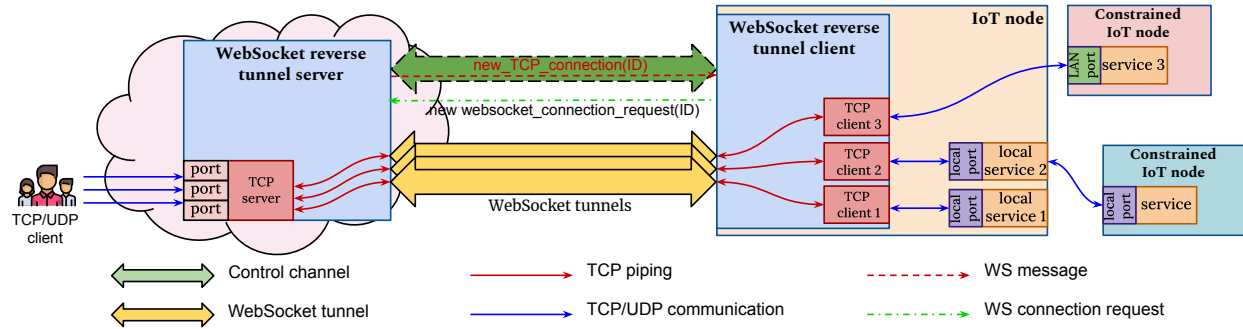 WebSocket reverse
tunnel server
new_TCP_connection(ID)
new websocket_connection_request(ID)
WebSocket reverse
tunnel client
IoT node
Constrained
IoT node
LAN
port
service 3
TCP
client 3
port
port
port
TCP
server
TCP
client 2
local
port
local
service 2
TCP
client 1
local
port
local
service 1
Constrained
IoT node
local
port
service
TCP/UDP
client
WebSocket tunnels
Control channel
TCP piping
WS message
WebSocket tunnel
TCP/UDP communication
WS connection request